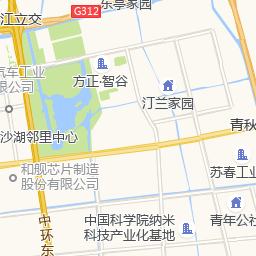 东亭家园
G312
江立交
方正·智谷
汽车工业
汀兰家园
青秋
沙湖邻里中心
和舰芯片制造
股份有限公司
苏春工业
中环东
中国科学院纳米
科技产业化基地
青年公社